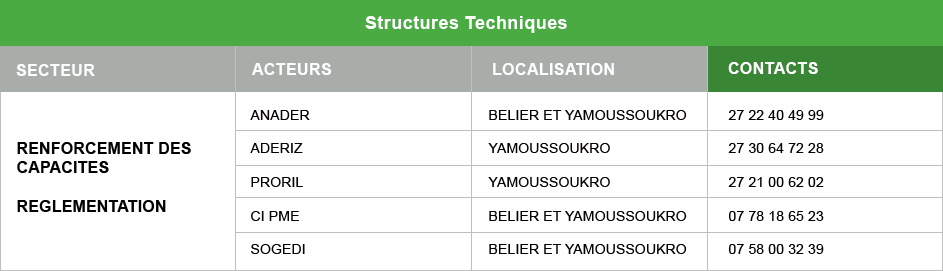 Structures Techniques
SECTEUR ACTEURS LOCALISATION CONTACTS
RENFORCEMENT DES
CAPACITES
REGLEMENTATION
ANADER BELIER ET YAMOUSSOUKRO 27 22 40 49 99
ADERIZ YAMOUSSOUKRO 27 30 64 72 28
PRORIL YAMOUSSOUKRO 27 21 00 62 02
CI PME BELIER ET YAMOUSSOUKRO 07 78 18 65 23
SOGEDI BELIER ET YAMOUSSOUKRO 07 58 00 32 39